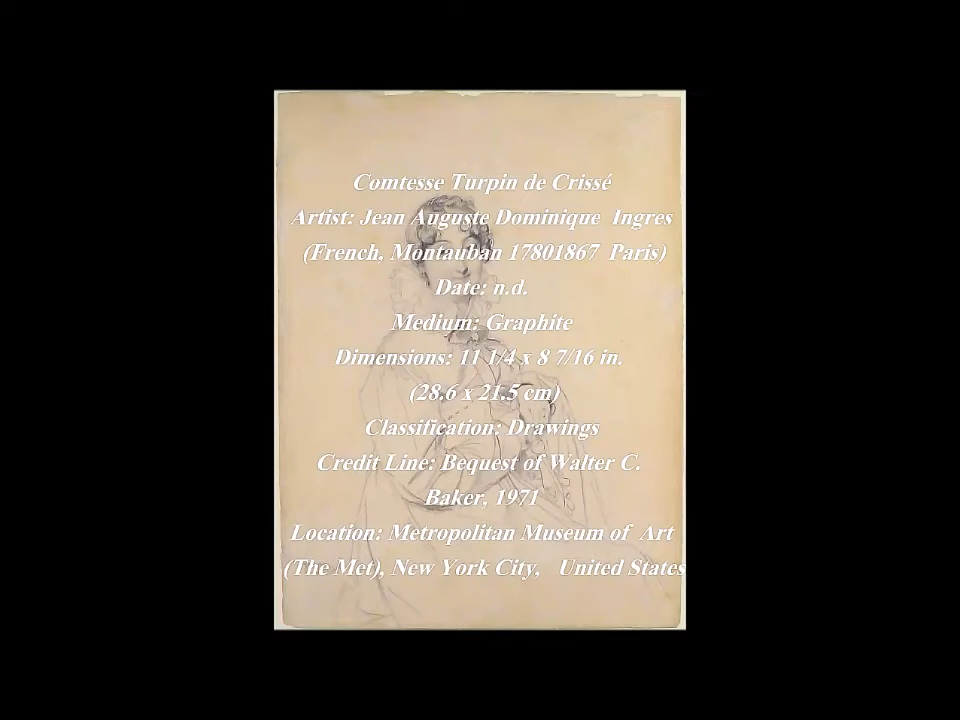 Comtesse Turpin de Crissé
Artist: Jean Auguste Dominique Ingres
(French, Montauban 17801867 Paris)
Date: n.d.
Medium: Graphite
Dimensions: 11 1/4 x 8 7/16 in.
(28.6 x 21.5 cm)
Classification: Drawings
Credit Line: Bequest of Walter C.
Baker, 1971
Location: Metropolitan Museum of Art
(The Met), New York City, United States